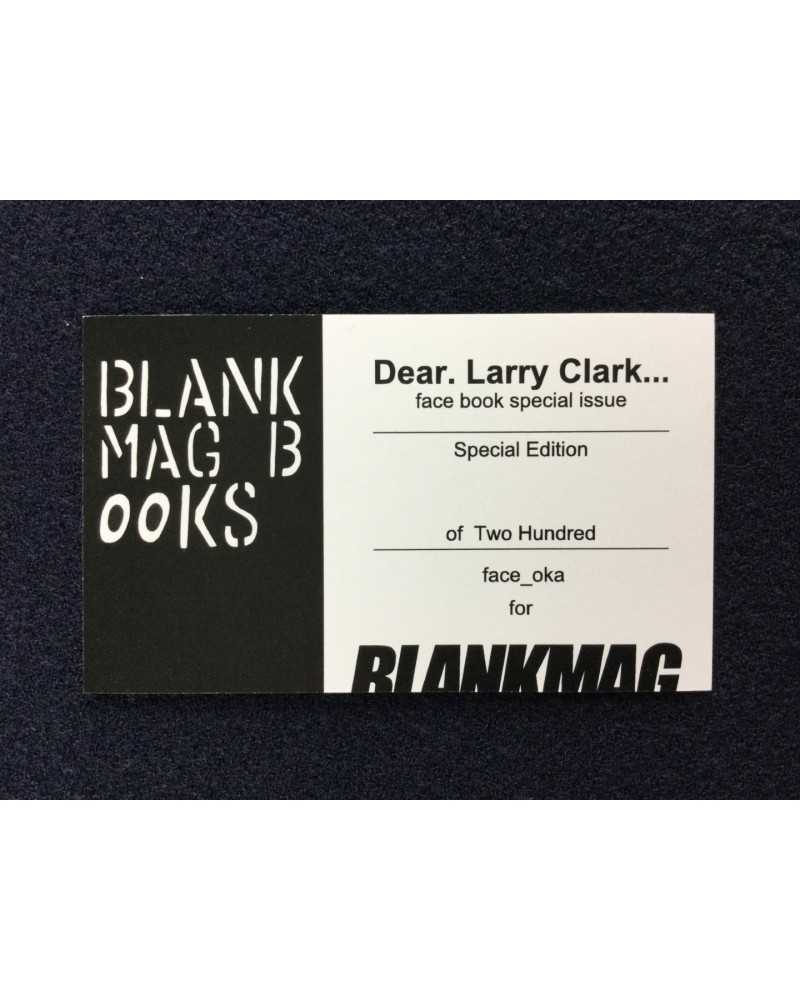 BLANK
MAG B
OOKS
Dear. Larry Clark...
face book special issue
Special Edition
of Two Hundred
face_oka
for
BLANKMAG